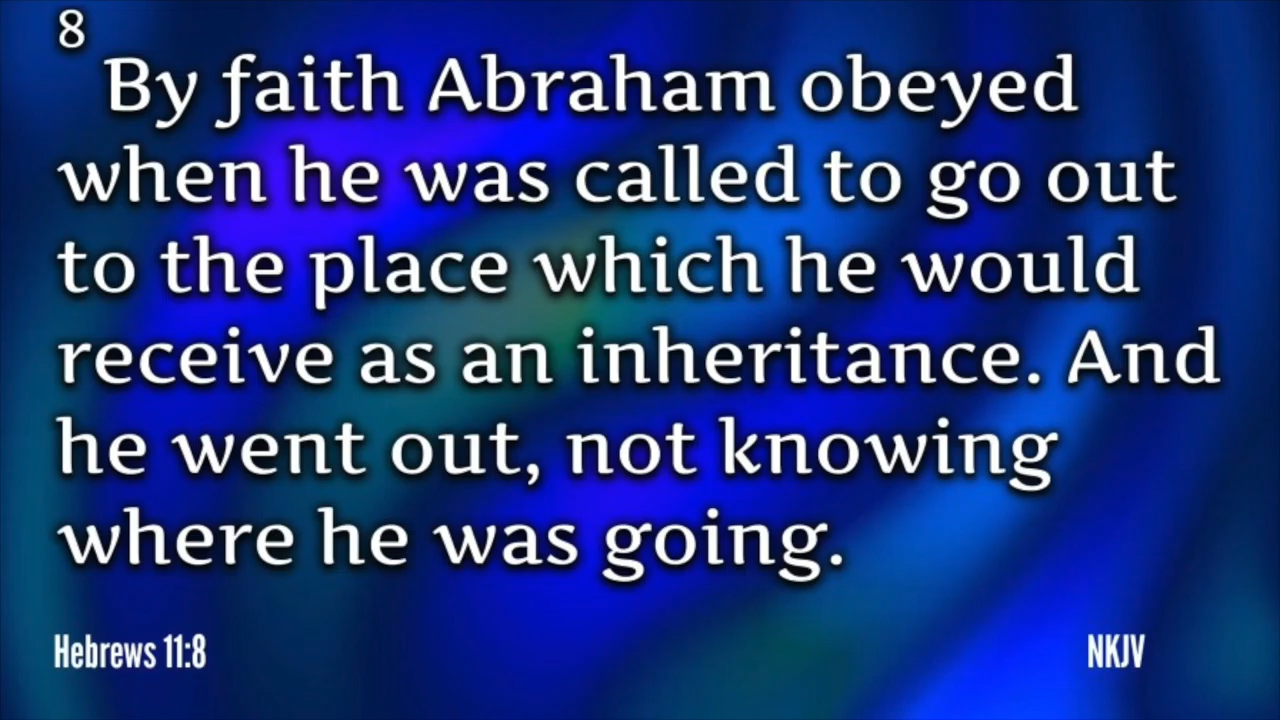 8
By faith Abraham obeyed
when he was called to go out
to the place which he would
receive as an inheritance. And
he went out, not knowing
where he was going.
Hebrews 11:8
NKJV